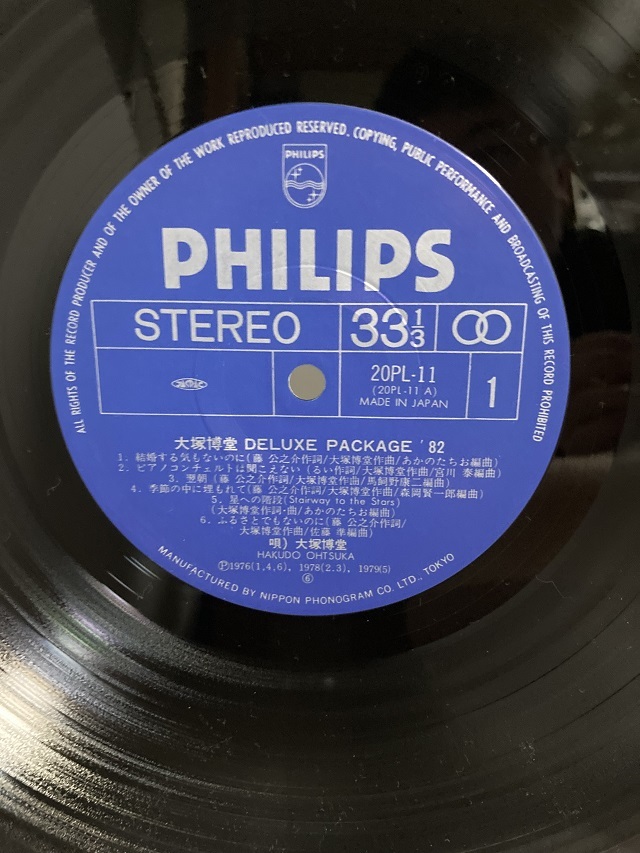 ALL RIGHTS OF THE RECORD PRODUCER AND OF THE OWNER OF THE WORK REPRODUCED RESERVED. COPYING, PUBLIC PERFORMANCE AND BROADCASTING OF THIS RECORD PROHIBITED
PHILIPS
PHILIPS
STEREO
33 1/3
20PL-11
(20PL-11 A)
MADE IN JAPAN
1
大塚博堂 DELUXE PACKAGE '82
1. 結婚する気もないのに(藤 公之介作詞/大塚博堂作曲/あかのたちお編曲)
2. ピアノコンチェルトは聞こえない(るい作詞/大塚博堂作曲/宮川 泰編曲)
3. 翌朝(藤 公之介作詞/大塚博堂作曲/馬飼野康二編曲)
4. 季節の中に埋もれて(藤 公之介作詞/大塚博堂作曲/森岡賢一郎編曲)
5. 星への階段(Stairway to the Stars)
(大塚博堂作詞・曲/あかのたちお編曲)
6. ふるさとでもないのに(藤 公之介作詞/
大塚博堂作曲/佐藤 準編曲)
唄) 大塚博堂
HAKUDO OHTSUKA
Ⓟ1976(1.4.6), 1978(2.3), 1979(5)
⑥
MANUFACTURED BY NIPPON PHONOGRAM CO. LTD., TOKYO